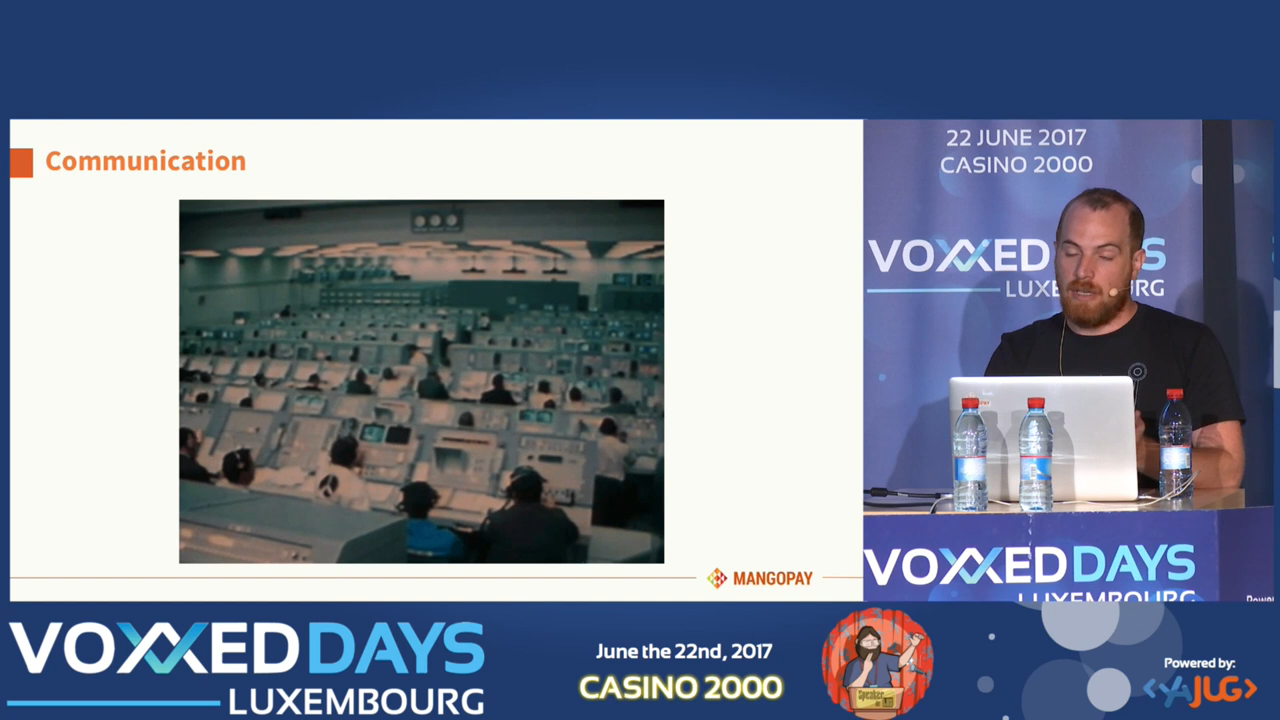 Communication
MANGOPAY
22 JUNE 2017
CASINO 2000
VOXXED DAYS
LUXEMBOURG
VOXXED DAYS
LUXEMBOURG
VOXXED DAYS
LUXEMBOURG
June the 22nd, 2017
CASINO 2000
Speaker
Powered by:
<YAJUG>